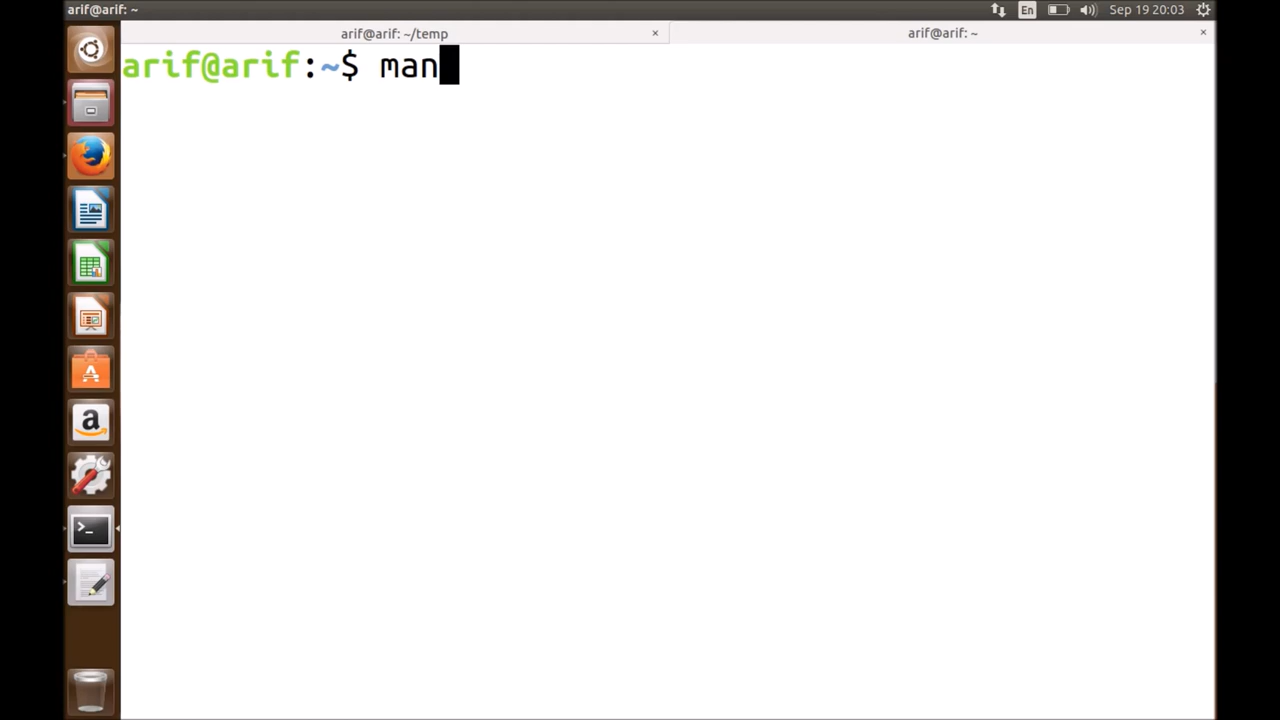 arif@arif: ~
En
Sep 19 20:03
arif@arif: ~/temp
arif@arif: ~
arif@arif:~$ man